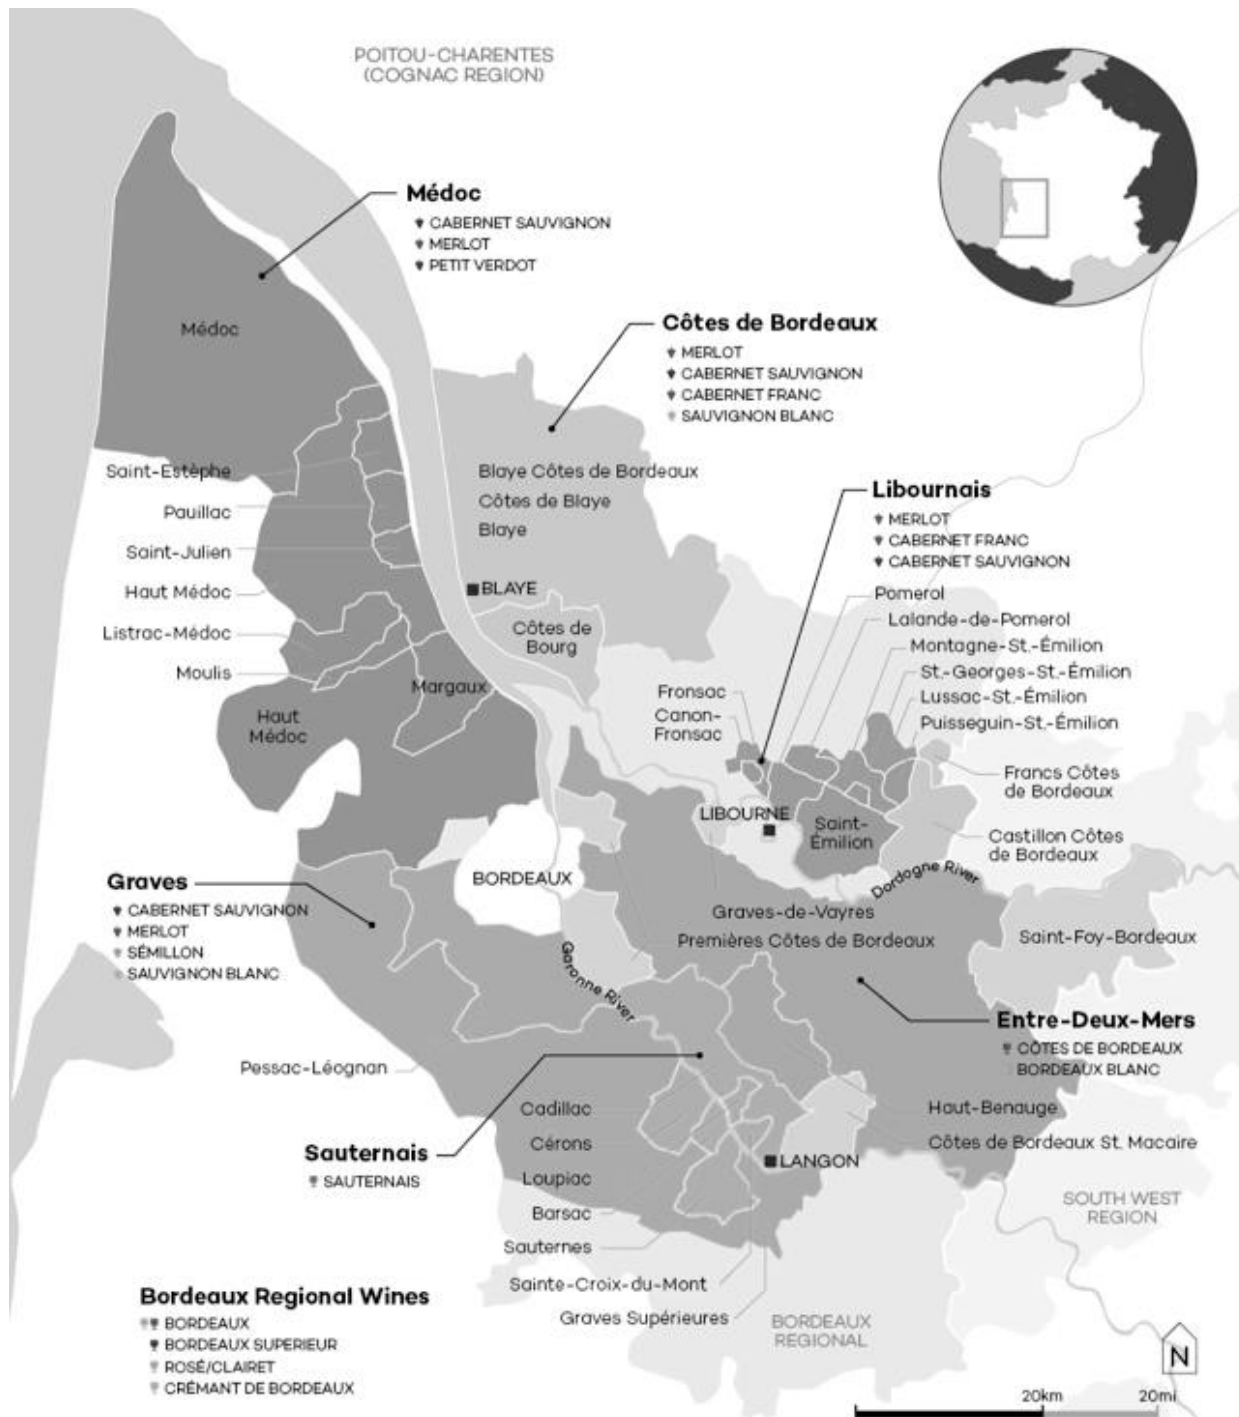 POITOU-CHARENTES
(COGNAC REGION)
Médoc
CABERNET SAUVIGNON
MERLOT
PETIT VERDOT
Médoc
Côtes de Bordeaux
MERLOT
CABERNET SAUVIGNON
CABERNET FRANC
SAUVIGNON BLANC
Saint-Estèphe
Pauillac
Saint-Julien
Haut Médoc
Listrac-Médoc
Moulis
Margaux
Haut
Médoc
Blaye Côtes de Bordeaux
Côtes de Blaye
Blaye
BLAYE
Côtes de
Bourg
Libournais
MERLOT
CABERNET FRANC
CABERNET SAUVIGNON
Pomerol
Lalande-de-Pomerol
Montagne-St.-Émilion
St.-Georges-St.-Émilion
Lussac-St.-Émilion
Puisseguin-St.-Émilion
Fronsac
Canon-
Fronsac
Francs Côtes
de Bordeaux
LIBOURNE
Saint-
Émilion
Castillon Côtes
de Bordeaux
Dordogne River
BORDEAUX
Graves
CABERNET SAUVIGNON
MERLOT
SÉMILLON
SAUVIGNON BLANC
Graves-de-Vayres
Premières Côtes de Bordeaux
Saint-Foy-Bordeaux
Garonne River
Entre-Deux-Mers
CÔTES DE BORDEAUX
BORDEAUX BLANC
Pessac-Léognan
Sauternais
SAUTERNAIS
Cadillac
Cérons
Loupiac
Barsac
Sauternes
Sainte-Croix-du-Mont
Graves Supérieures
Haut-Benauge
Côtes de Bordeaux St. Macaire
LANGON
SOUTH WEST
REGION
Bordeaux Regional Wines
BORDEAUX
BORDEAUX SUPERIEUR
ROSÉ/CLAIRET
CRÉMANT DE BORDEAUX
BORDEAUX
REGIONAL
N
20km
20mi